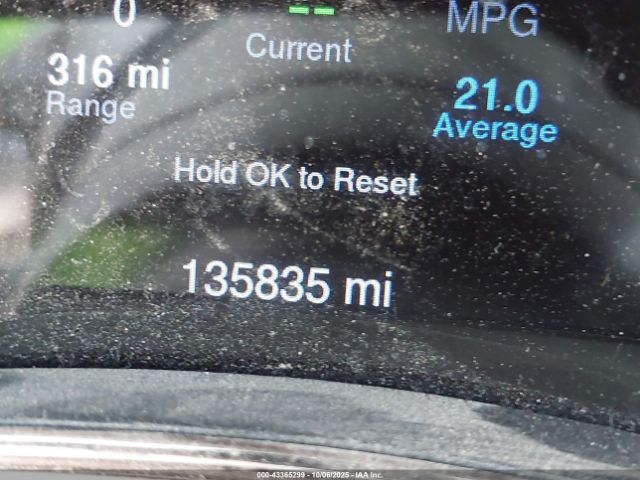 0
MPG
Current
316 mi
Range
21.0
Average
Hold OK to Reset
135835 mi
000-43365299 - 10/06/2025 - IAA Inc.